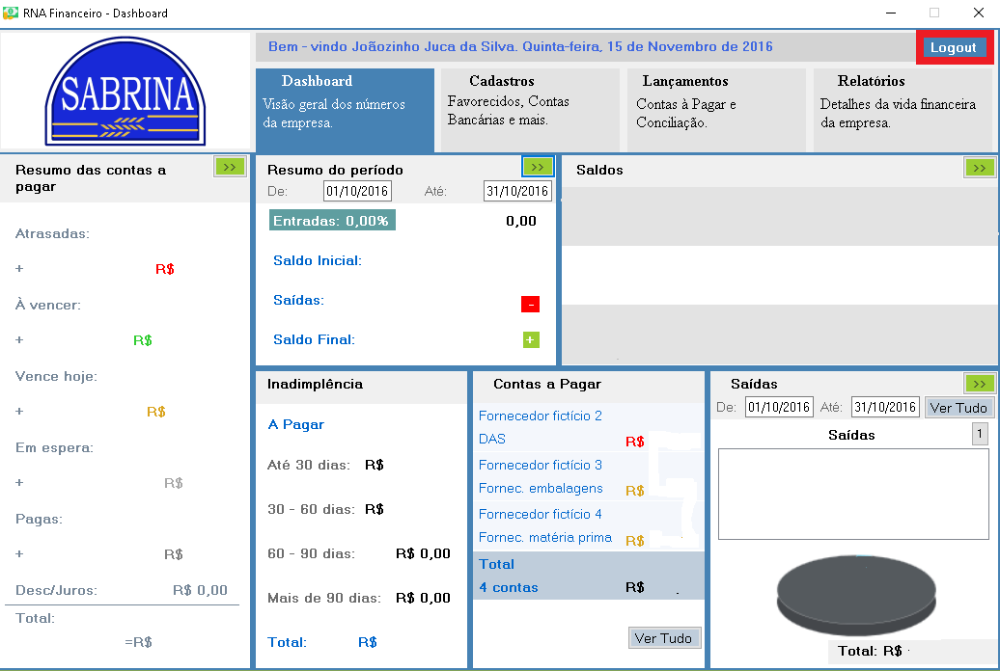 RNA Financeiro - Dashboard
SABRINA
Bem - vindo Joãozinho Juca da Silva. Quinta-feira, 15 de Novembro de 2016
Logout
Dashboard
Visão geral dos números
da empresa.
Cadastros
Favorecidos, Contas
Bancárias e mais.
Lançamentos
Contas à Pagar e
Conciliação.
Relatórios
Detalhes da vida financeira
da empresa.
Resumo das contas a
pagar
>>
Atrasadas:
+ R$
À vencer:
+ R$
Vence hoje:
+ R$
Em espera:
+ R$
Pagas:
+ R$
Desc/Juros: R$ 0,00
Total:
=R$
Resumo do período
>>
De: 01/10/2016 Até: 31/10/2016
Entradas: 0,00% 0,00
Saldo Inicial:
Saídas: -
Saldo Final: +
Saldos
>>
Inadimplência
A Pagar
Até 30 dias: R$
30 - 60 dias: R$
60 - 90 dias: R$ 0,00
Mais de 90 dias: R$ 0,00
Total: R$
Contas a Pagar
Fornecedor fictício 2
DAS R$
Fornecedor fictício 3
Fornec. embalagens R$
Fornecedor fictício 4
Fornec. matéria prima R$
Total
4 contas R$
Ver Tudo
Saídas
>>
De: 01/10/2016 Até: 31/10/2016 Ver Tudo
Saídas 1
Total: R$